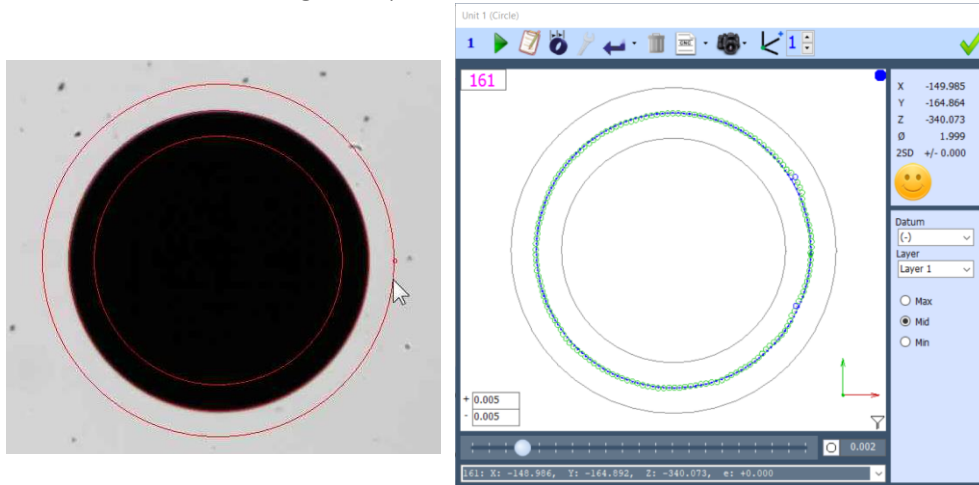 Unit 1 (Circle)
1
1
161
X -149.985
Y -164.864
Z -340.073
Ø 1.999
2SD +/- 0.000
Datum
(-)
Layer
Layer 1
Max
Mid
Min
+ 0.005
- 0.005
0.002
161: X: -148.986, Y: -164.892, Z: -340.073, e: +0.000